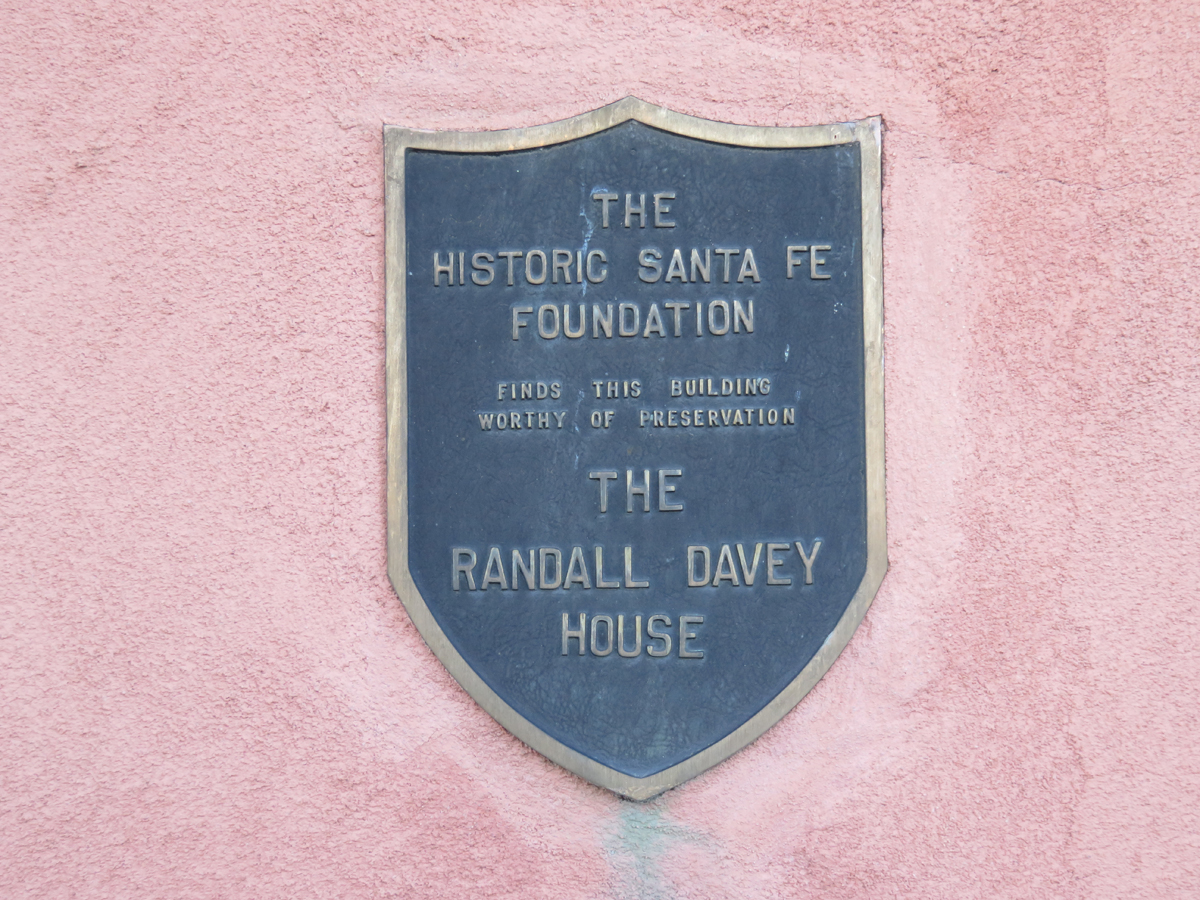 THE
HISTORIC SANTA FE
FOUNDATION
FINDS THIS BUILDING
WORTHY OF PRESERVATION
THE
RANDALL DAVEY
HOUSE